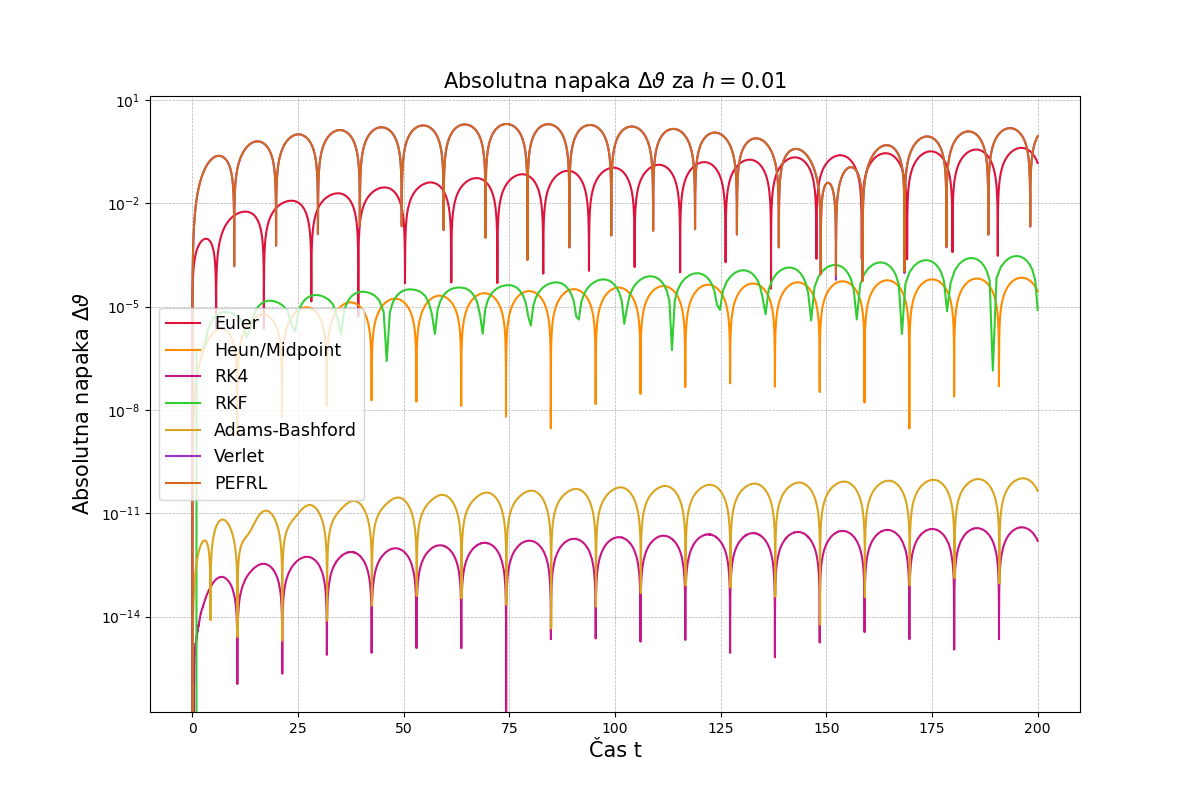 Absolutna napaka Δϑ za h = 0.01
Absolutna napaka Δϑ
10¹
10⁻²
10⁻⁵
10⁻⁸
10⁻¹¹
10⁻¹⁴
Euler
Heun/Midpoint
RK4
RKF
Adams-Bashford
Verlet
PEFRL
0 25 50 75 100 125 150 175 200
Čas t